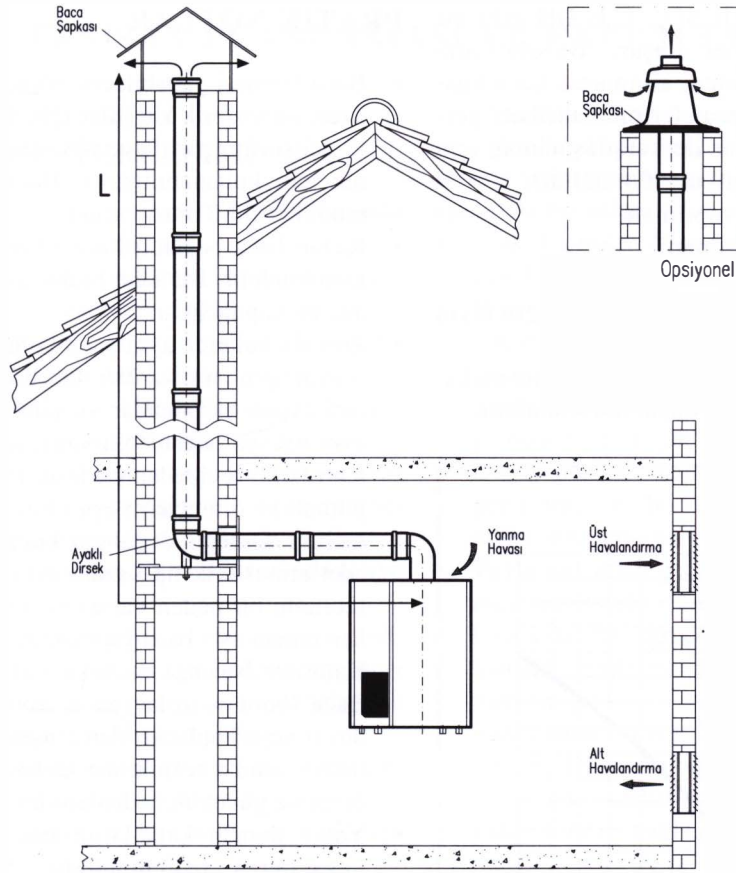 Baca
Şapkası
L
Baca
Şapkası
Opsiyonel
Ayaklı
Dirsek
Yanma
Havası
Üst
Havalandırma
Alt
Havalandırma